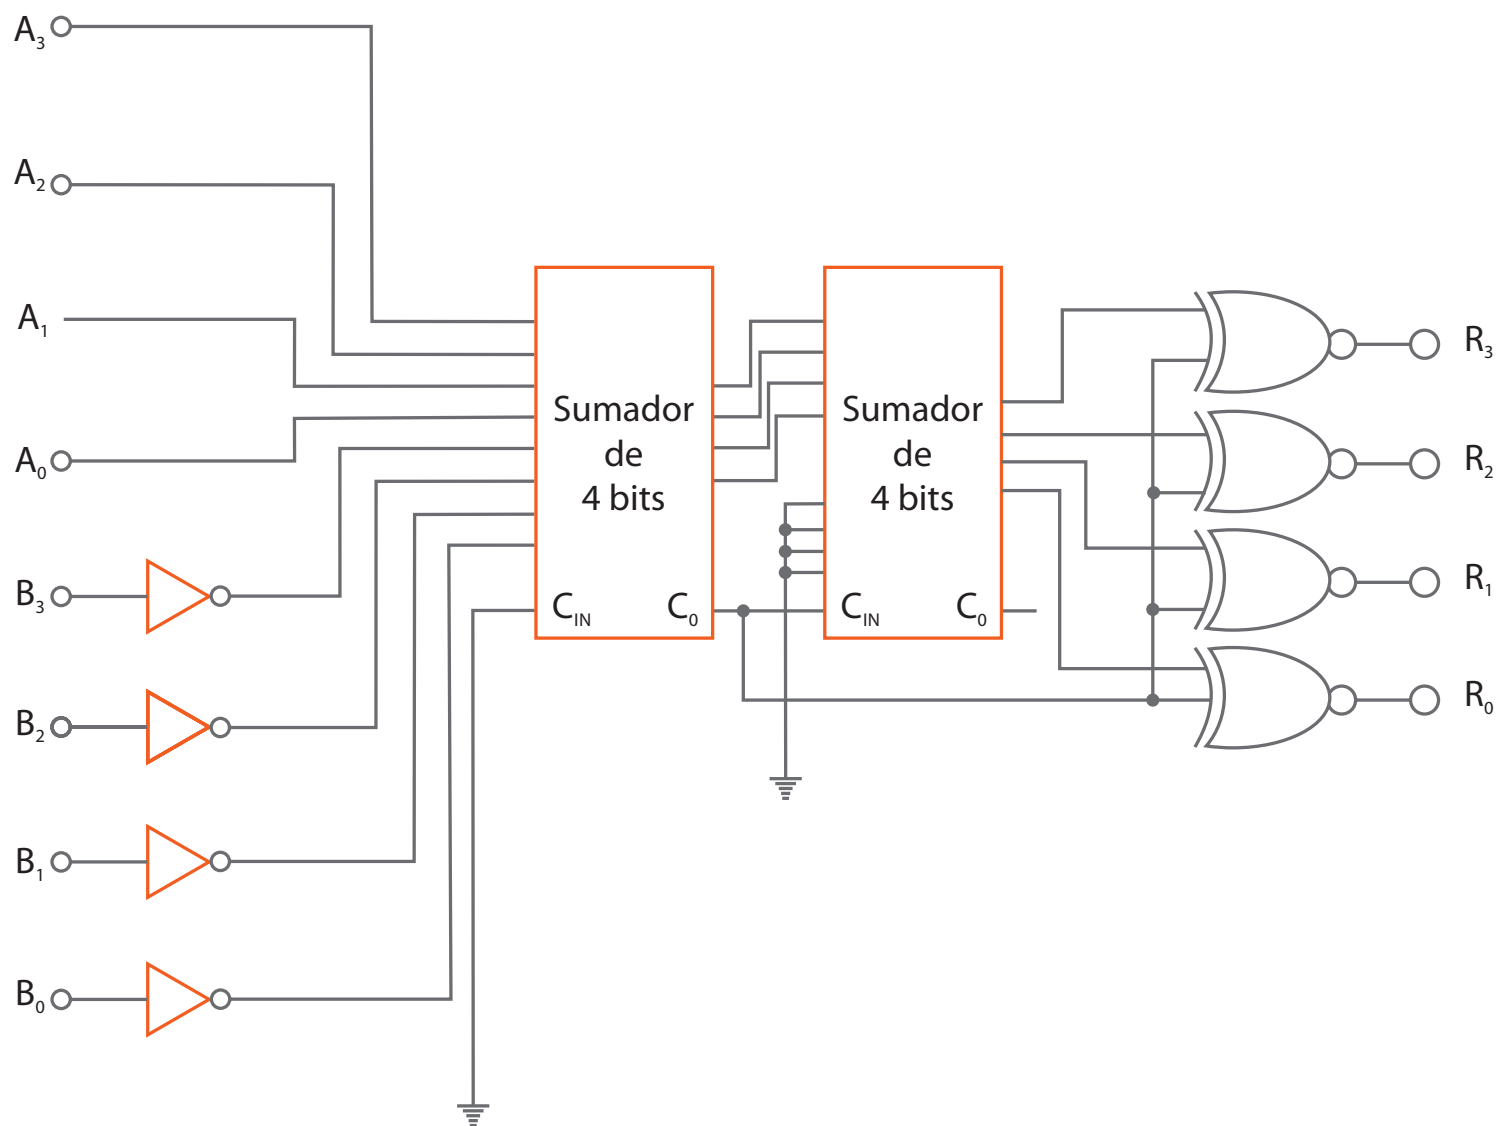 A3
A2
A1
A0
B3
B2
B1
B0
Sumador
de
4 bits
CIN
C0
Sumador
de
4 bits
CIN
C0
R3
R2
R1
R0